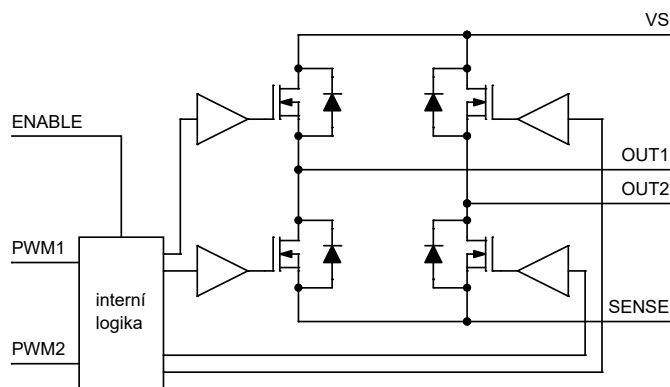 VS
ENABLE
OUT1
OUT2
PWM1
interní
logika
SENSE
PWM2